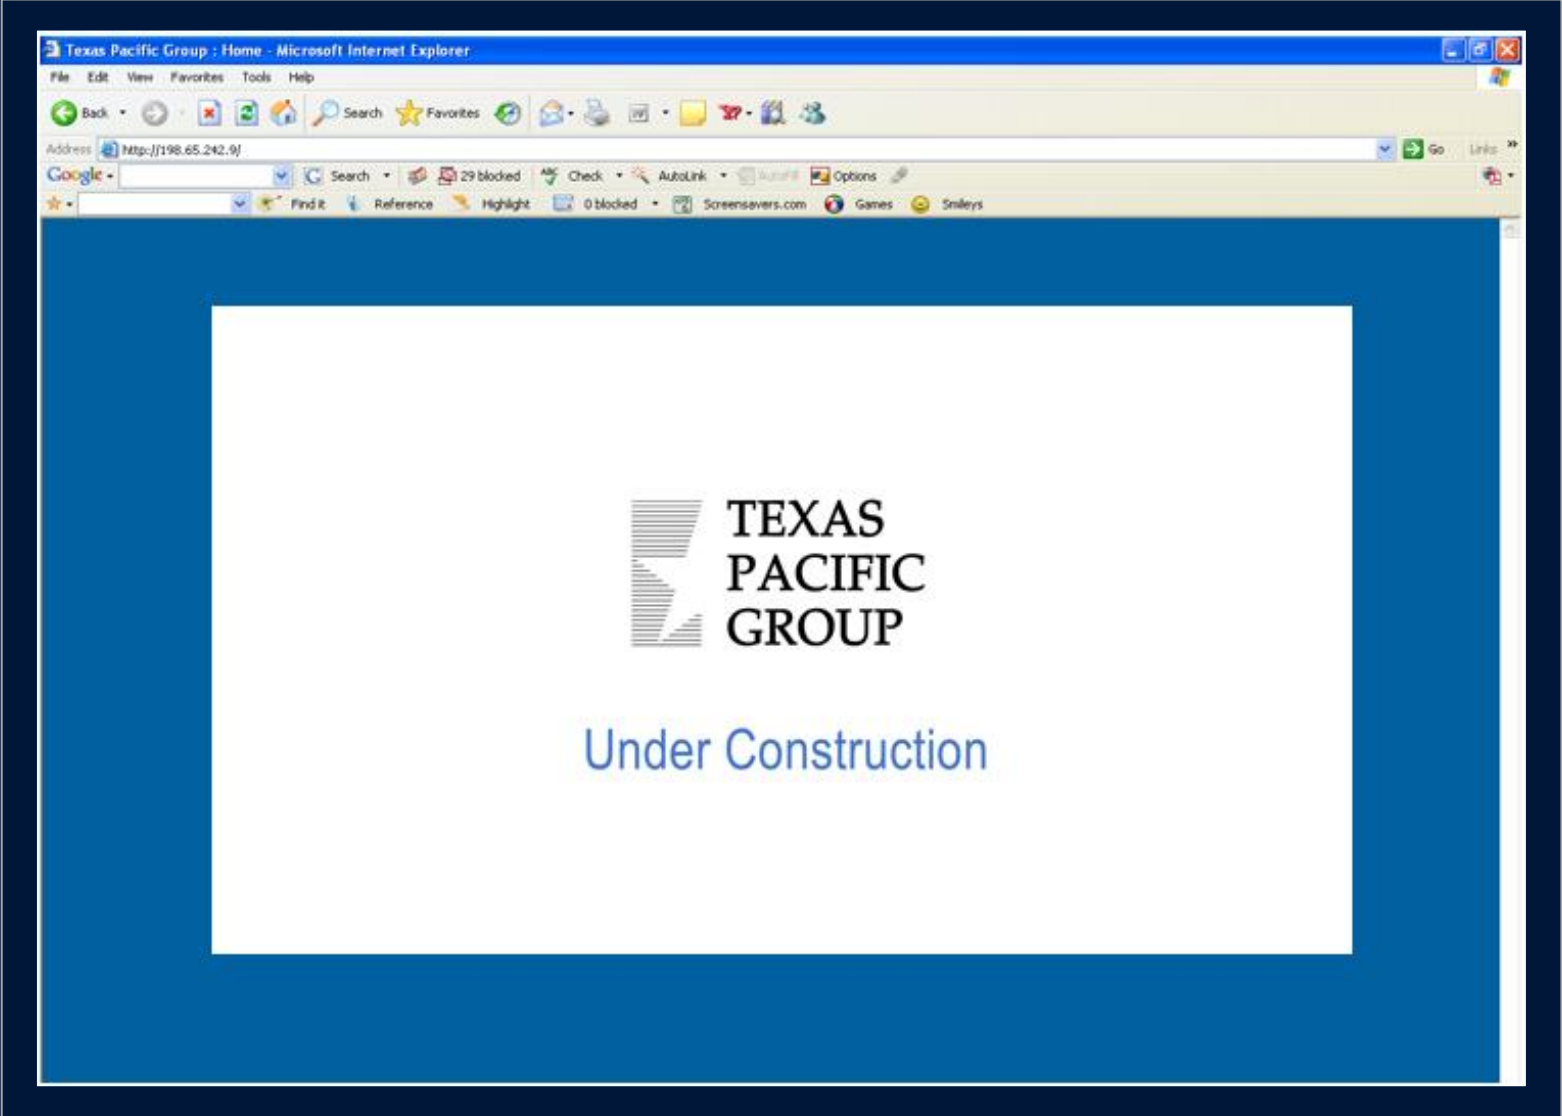 Texas Pacific Group : Home - Microsoft Internet Explorer
File Edit View Favorites Tools Help
Back Search Favorites
Address http://198.65.242.9/ Go Links
Google Search 29 blocked Check AutoLink AutoFill Options
Find it Reference Highlight 0 blocked Screensavers.com Games Smileys
TEXAS
PACIFIC
GROUP
Under Construction